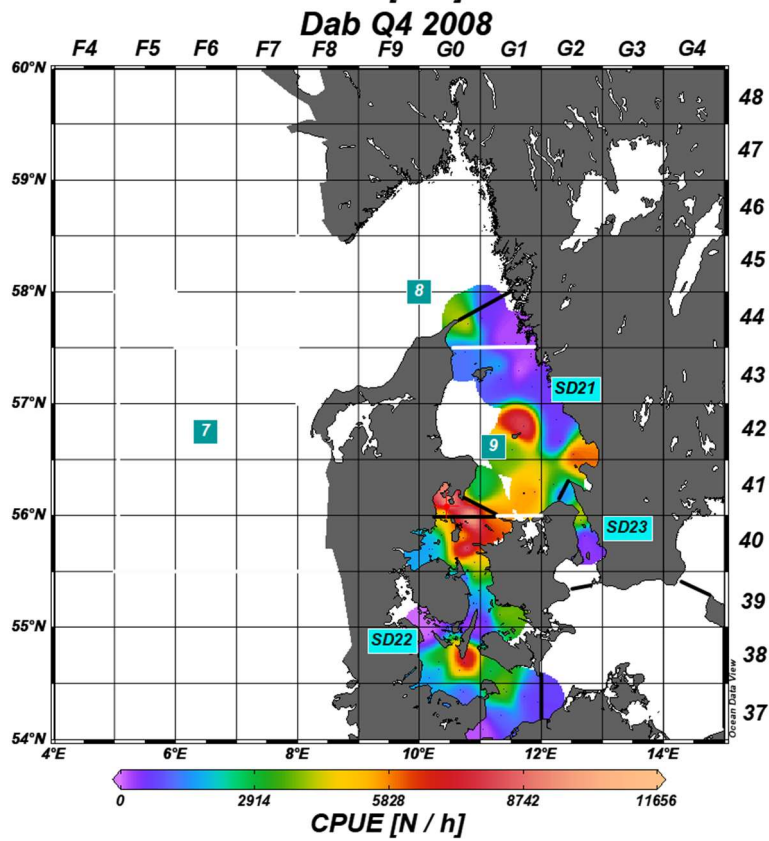 Dab Q4 2008
F4 F5 F6 F7 F8 F9 G0 G1 G2 G3 G4
60°N
48
47
59°N
46
45
58°N
8
44
43
SD21
57°N
42
7
9
41
56°N
SD23
40
39
55°N
SD22
38
37
Ocean Data View
54°N
4°E 6°E 8°E 10°E 12°E 14°E
0 2914 5828 8742 11656
CPUE [N / h]